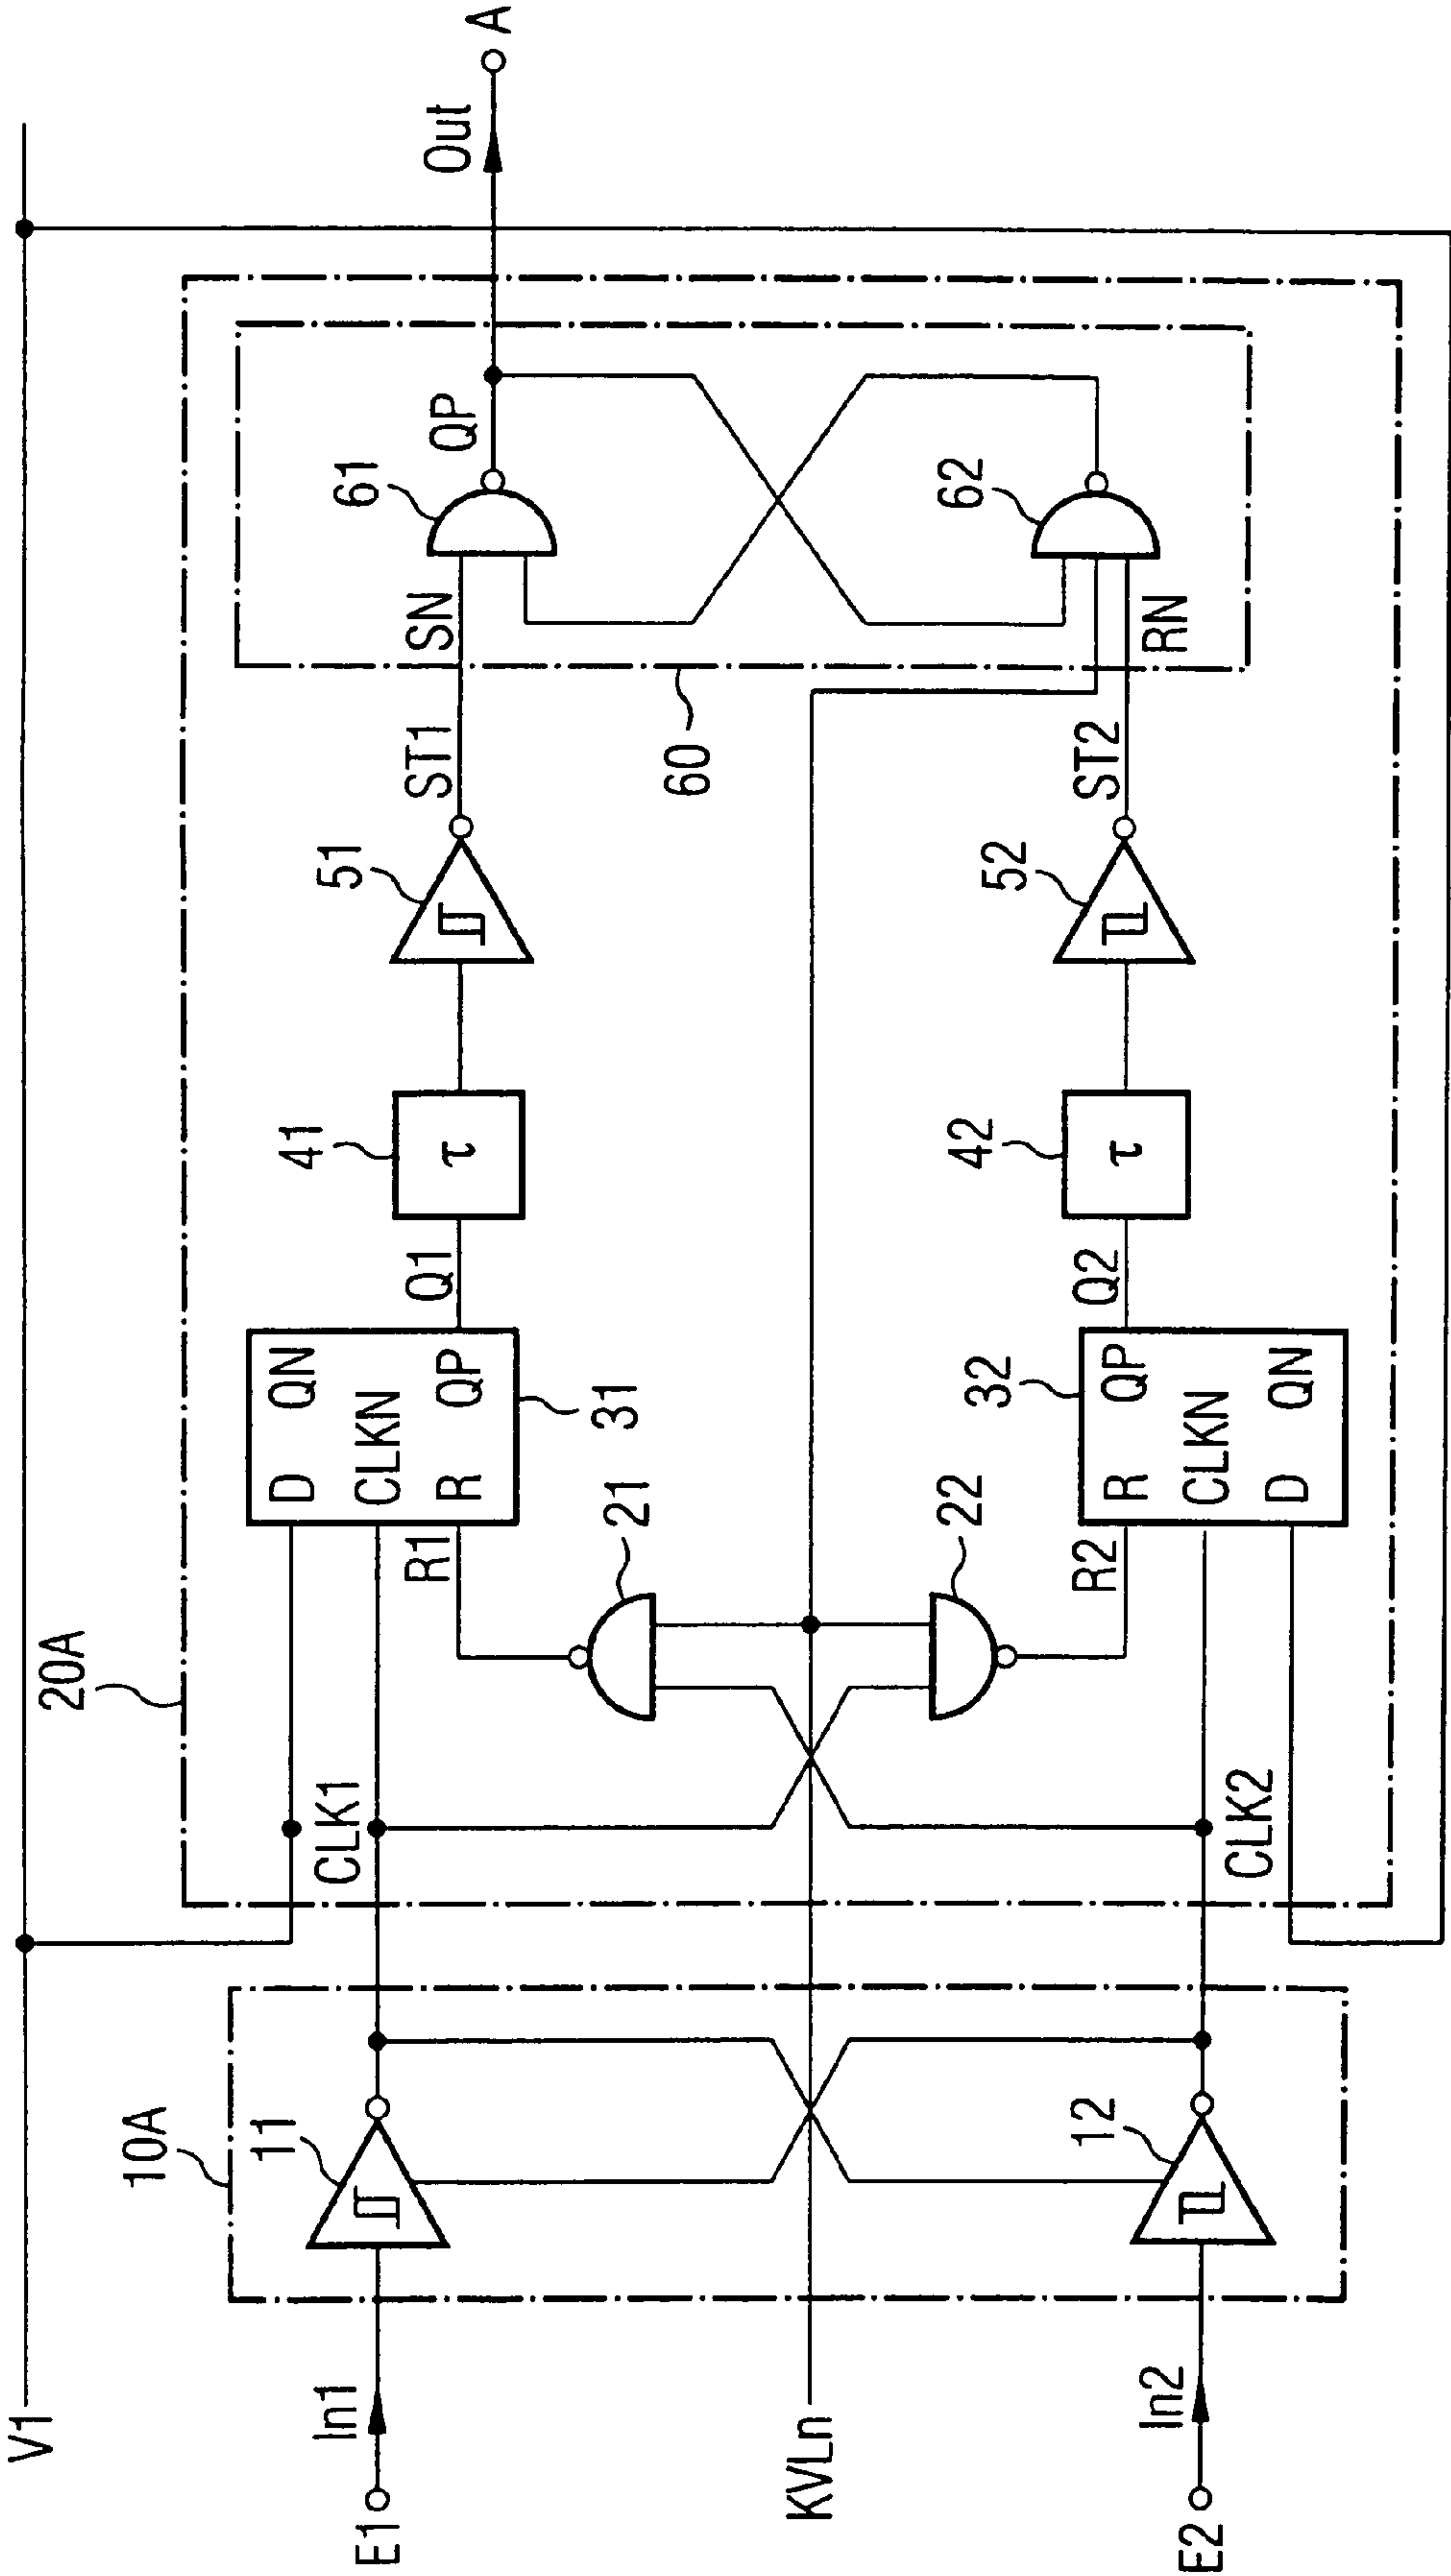 V1
10A
20A
E1
In1
11
CLK1
D
QN
CLKN
R
QP
R1
31
Q1
41
τ
51
ST1
SN
61
QP
Out
A
21
KVLn
22
60
62
RN
E2
In2
12
CLK2
R2
32
R
QP
CLKN
D
QN
Q2
42
τ
52
ST2